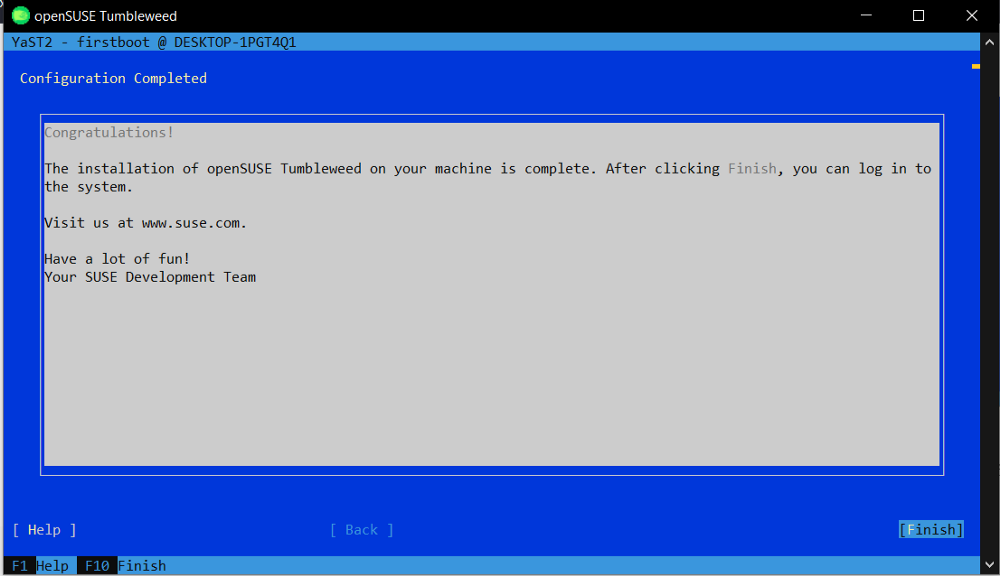 openSUSE Tumbleweed
YaST2 - firstboot @ DESKTOP-1PGT4Q1
Configuration Completed
Congratulations!
The installation of openSUSE Tumbleweed on your machine is complete. After clicking Finish, you can log in to
the system.
Visit us at www.suse.com.
Have a lot of fun!
Your SUSE Development Team
[ Help ] [ Back ] [Finish]
F1 Help F10 Finish